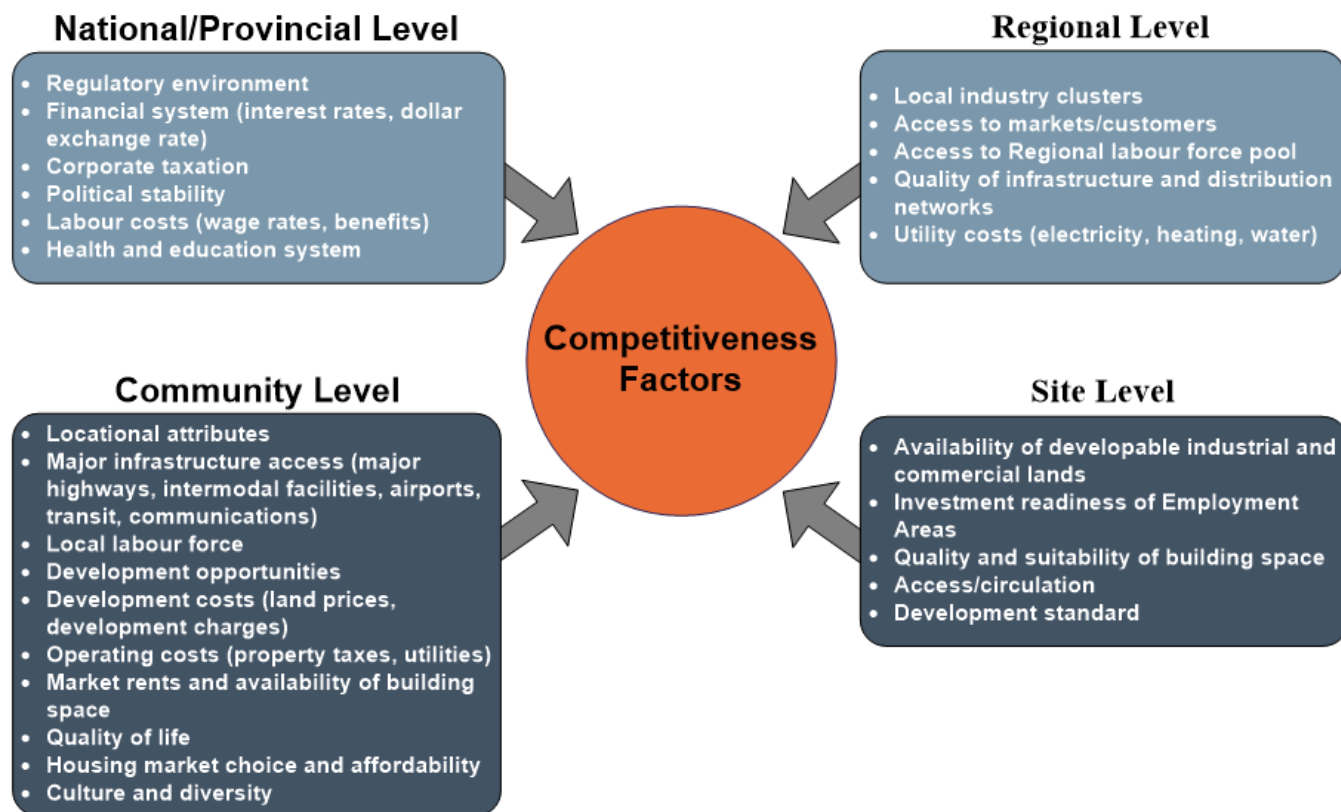 National/Provincial Level
• Regulatory environment
• Financial system (interest rates, dollar
exchange rate)
• Corporate taxation
• Political stability
• Labour costs (wage rates, benefits)
• Health and education system
Regional Level
• Local industry clusters
• Access to markets/customers
• Access to Regional labour force pool
• Quality of infrastructure and distribution
networks
• Utility costs (electricity, heating, water)
Competitiveness
Factors
Community Level
• Locational attributes
• Major infrastructure access (major
highways, intermodal facilities, airports,
transit, communications)
• Local labour force
• Development opportunities
• Development costs (land prices,
development charges)
• Operating costs (property taxes, utilities)
• Market rents and availability of building
space
• Quality of life
• Housing market choice and affordability
• Culture and diversity
Site Level
• Availability of developable industrial and
commercial lands
• Investment readiness of Employment
Areas
• Quality and suitability of building space
• Access/circulation
• Development standard